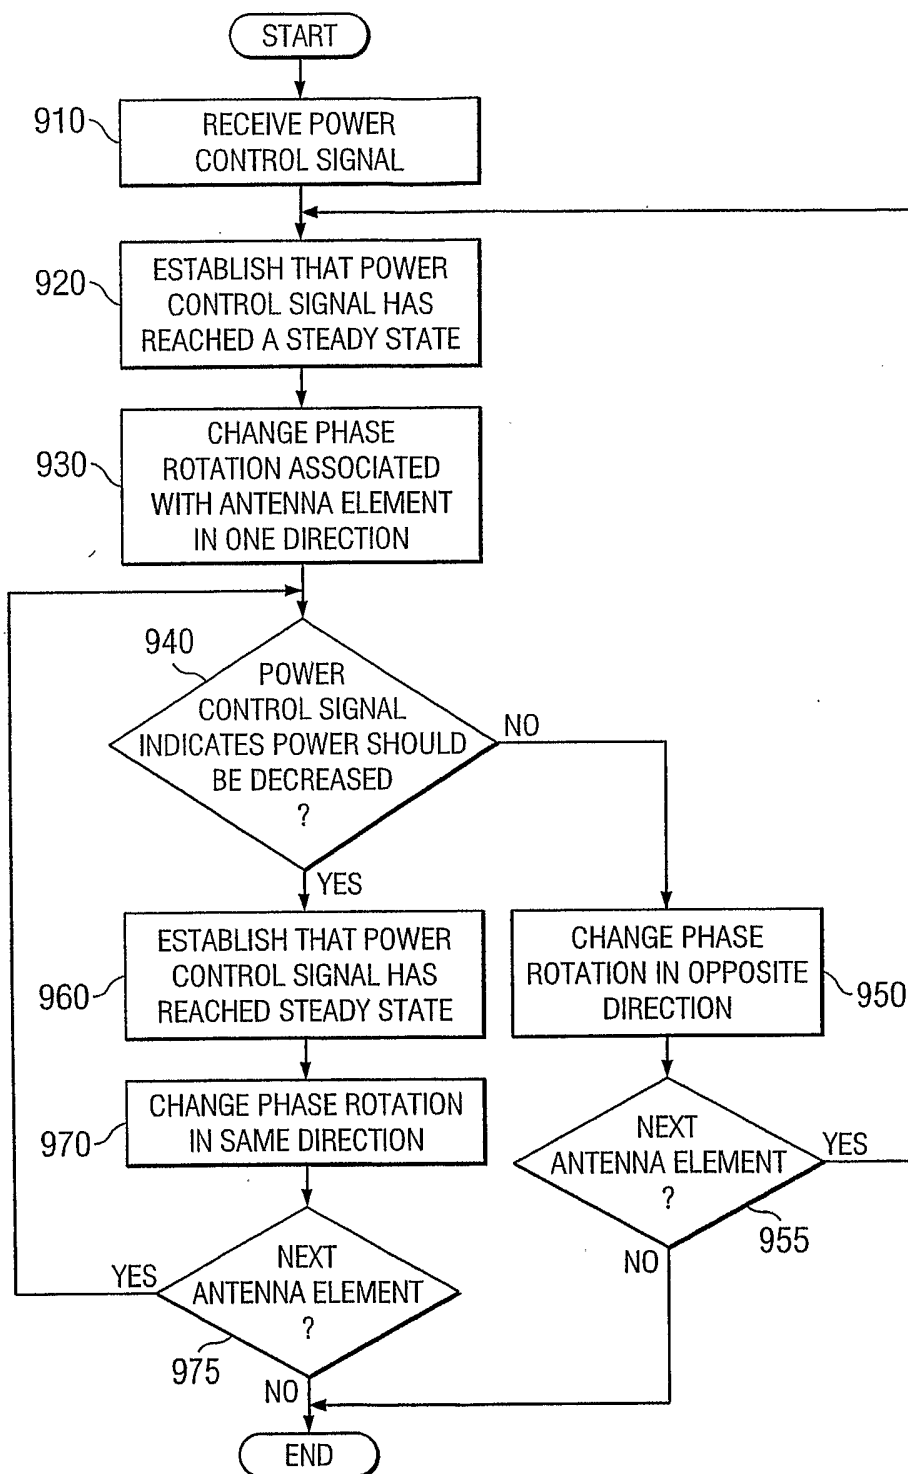 START
910
RECEIVE POWER
CONTROL SIGNAL
920
ESTABLISH THAT POWER
CONTROL SIGNAL HAS
REACHED A STEADY STATE
930
CHANGE PHASE
ROTATION ASSOCIATED
WITH ANTENNA ELEMENT
IN ONE DIRECTION
940
POWER
CONTROL SIGNAL
INDICATES POWER SHOULD
BE DECREASED
?
NO
YES
960
ESTABLISH THAT POWER
CONTROL SIGNAL HAS
REACHED STEADY STATE
CHANGE PHASE
ROTATION IN OPPOSITE
DIRECTION
950
970
CHANGE PHASE ROTATION
IN SAME DIRECTION
NEXT
ANTENNA ELEMENT
?
YES
955
NO
YES
NEXT
ANTENNA ELEMENT
?
975
NO
END